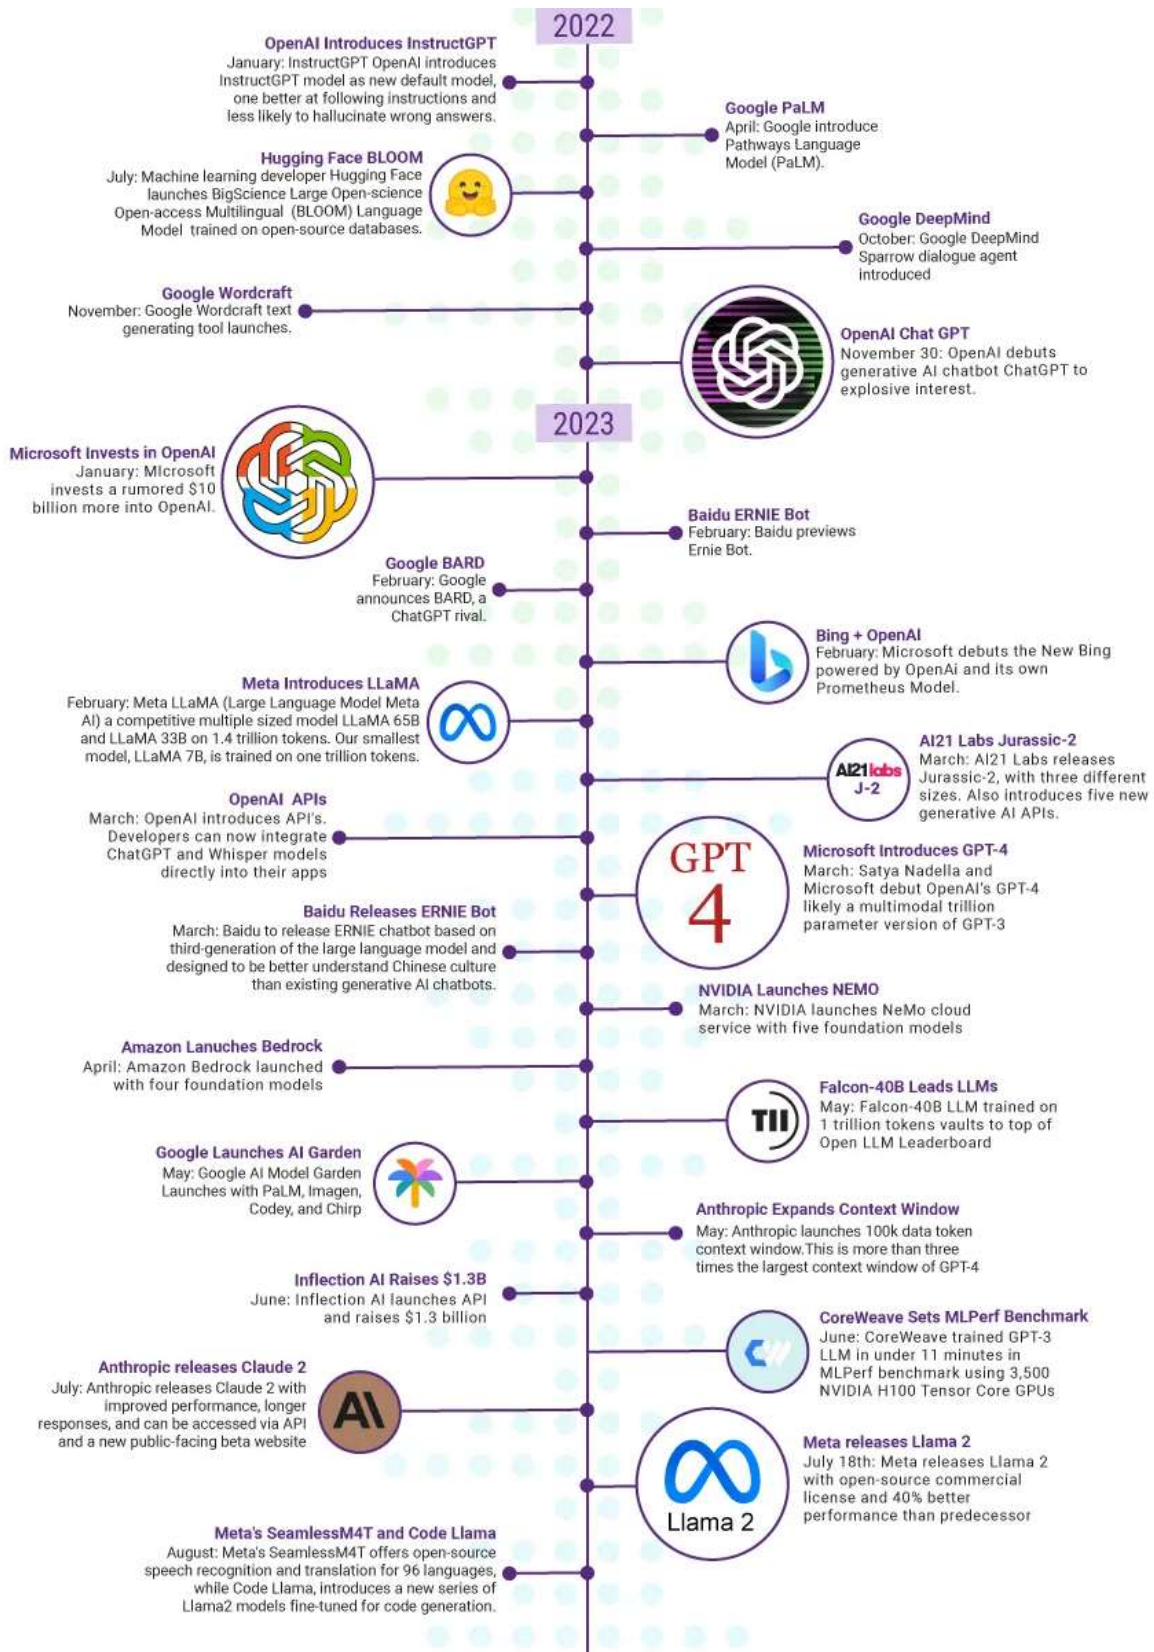 2022
OpenAI Introduces InstructGPT
January: InstructGPT OpenAI introduces
InstructGPT model as new default model,
one better at following instructions and
less likely to hallucinate wrong answers.
Google PaLM
April: Google introduce
Pathways Language
Model (PaLM).
Hugging Face BLOOM
July: Machine learning developer Hugging Face
launches BigScience Large Open-science
Open-access Multilingual (BLOOM) Language
Model trained on open-source databases.
Google DeepMind
October: Google DeepMind
Sparrow dialogue agent
introduced
Google Wordcraft
November: Google Wordcraft text
generating tool launches.
OpenAI Chat GPT
November 30: OpenAI debuts
generative AI chatbot ChatGPT to
explosive interest.
2023
Microsoft Invests in OpenAI
January: MIcrosoft
invests a rumored $10
billion more into OpenAI.
Baidu ERNIE Bot
February: Baidu previews
Ernie Bot.
Google BARD
February: Google
announces BARD, a
ChatGPT rival.
Bing + OpenAI
February: Microsoft debuts the New Bing
powered by OpenAi and its own
Prometheus Model.
Meta Introduces LLaMA
February: Meta LLaMA (Large Language Model Meta
AI) a competitive multiple sized model LLaMA 65B
and LLaMA 33B on 1.4 trillion tokens. Our smallest
model, LLaMA 7B, is trained on one trillion tokens.
AI21 labs
J-2
AI21 Labs Jurassic-2
March: AI21 Labs releases
Jurassic-2, with three different
sizes. Also introduces five new
generative AI APIs.
OpenAI APIs
March: OpenAI introduces API's.
Developers can now integrate
ChatGPT and Whisper models
directly into their apps
GPT
4
Microsoft Introduces GPT-4
March: Satya Nadella and
Microsoft debut OpenAI's GPT-4
likely a multimodal trillion
parameter version of GPT-3
Baidu Releases ERNIE Bot
March: Baidu to release ERNIE chatbot based on
third-generation of the large language model and
designed to be better understand Chinese culture
than existing generative AI chatbots.
NVIDIA Launches NEMO
March: NVIDIA launches NeMo cloud
service with five foundation models
Amazon Lanuches Bedrock
April: Amazon Bedrock launched
with four foundation models
TII
Falcon-40B Leads LLMs
May: Falcon-40B LLM trained on
1 trillion tokens vaults to top of
Open LLM Leaderboard
Google Launches AI Garden
May: Google AI Model Garden
Launches with PaLM, Imagen,
Codey, and Chirp
Anthropic Expands Context Window
May: Anthropic launches 100k data token
context window.This is more than three
times the largest context window of GPT-4
Inflection AI Raises $1.3B
June: Inflection AI launches API
and raises $1.3 billion
CoreWeave Sets MLPerf Benchmark
June: CoreWeave trained GPT-3
LLM in under 11 minutes in
MLPerf benchmark using 3,500
NVIDIA H100 Tensor Core GPUs
Anthropic releases Claude 2
July: Anthropic releases Claude 2 with
improved performance, longer
responses, and can be accessed via API
and a new public-facing beta website
A\
Llama 2
Meta releases Llama 2
July 18th: Meta releases Llama 2
with open-source commercial
license and 40% better
performance than predecessor
Meta's SeamlessM4T and Code Llama
August: Meta's SeamlessM4T offers open-source
speech recognition and translation for 96 languages,
while Code Llama, introduces a new series of
Llama2 models fine-tuned for code generation.